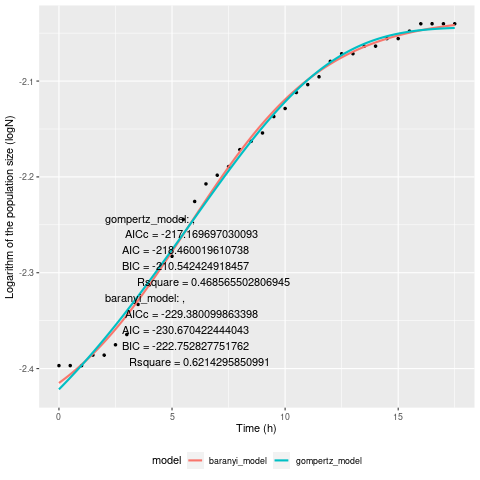 -2.1
-2.2
-2.3
-2.4
Logarithm of the population size (logN)
gompertz_model: ,
AICc = -217.169697030093
AIC = -218.460019610738
BIC = -210.542424918457
Rsquare = 0.468565502806945
baranyi_model: ,
AICc = -229.380099863398
AIC = -230.670422444043
BIC = -222.752827751762
Rsquare = 0.6214295850991
0 5 10 15
Time (h)
model baranyi_model gompertz_model